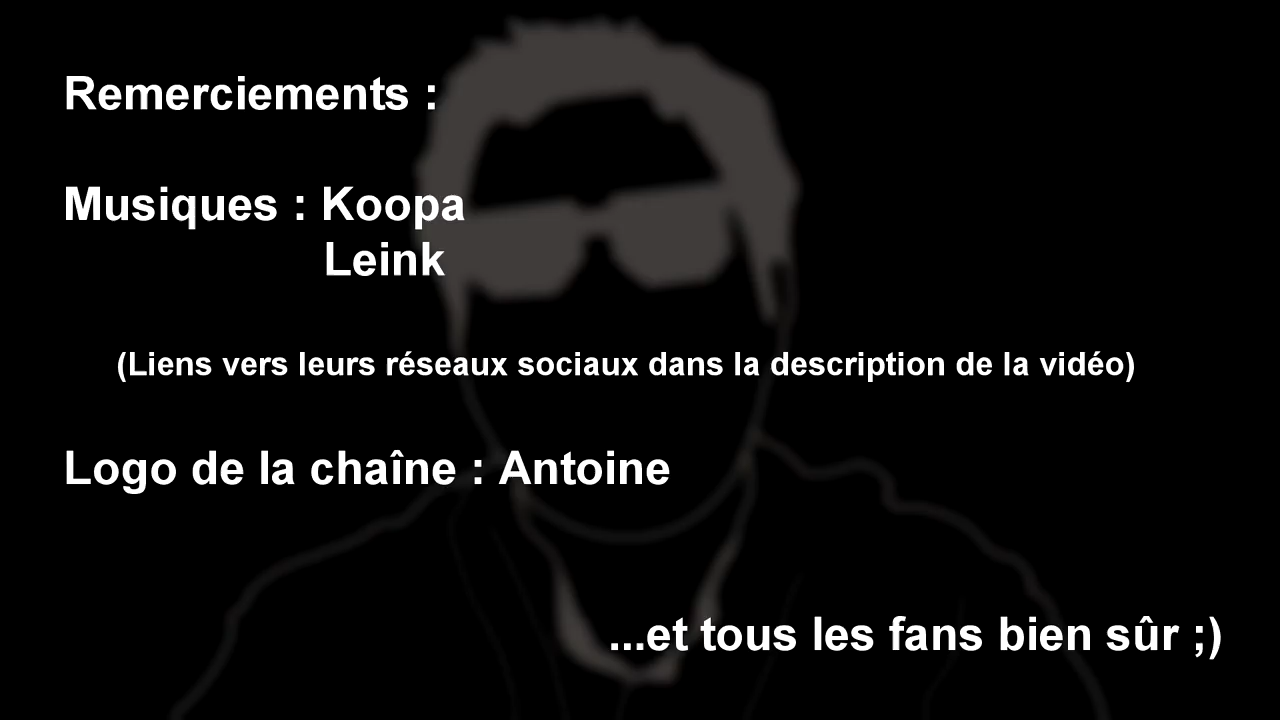 Remerciements :
Musiques : Koopa
Leink
(Liens vers leurs réseaux sociaux dans la description de la vidéo)
Logo de la chaîne : Antoine
...et tous les fans bien sûr ;)